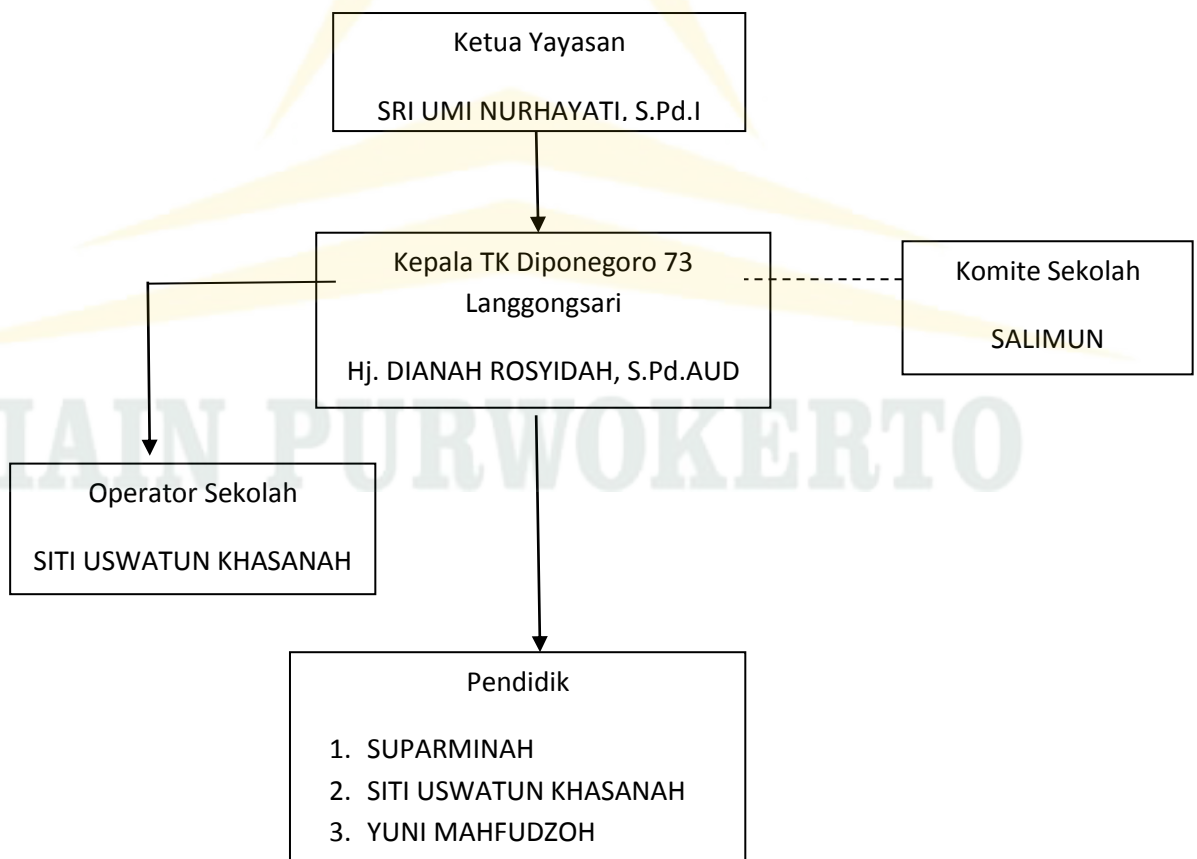 Ketua Yayasan
SRI UMI NURHAYATI, S.Pd.I
Kepala TK Diponegoro 73
Langgongsari
Hj. DIANAH ROSYIDAH, S.Pd.AUD
Komite Sekolah
SALIMUN
IAIN PURWOKERTO
Operator Sekolah
SITI USWATUN KHASANAH
Pendidik
1. SUPARMINAH
2. SITI USWATUN KHASANAH
3. YUNI MAHFUDZOH